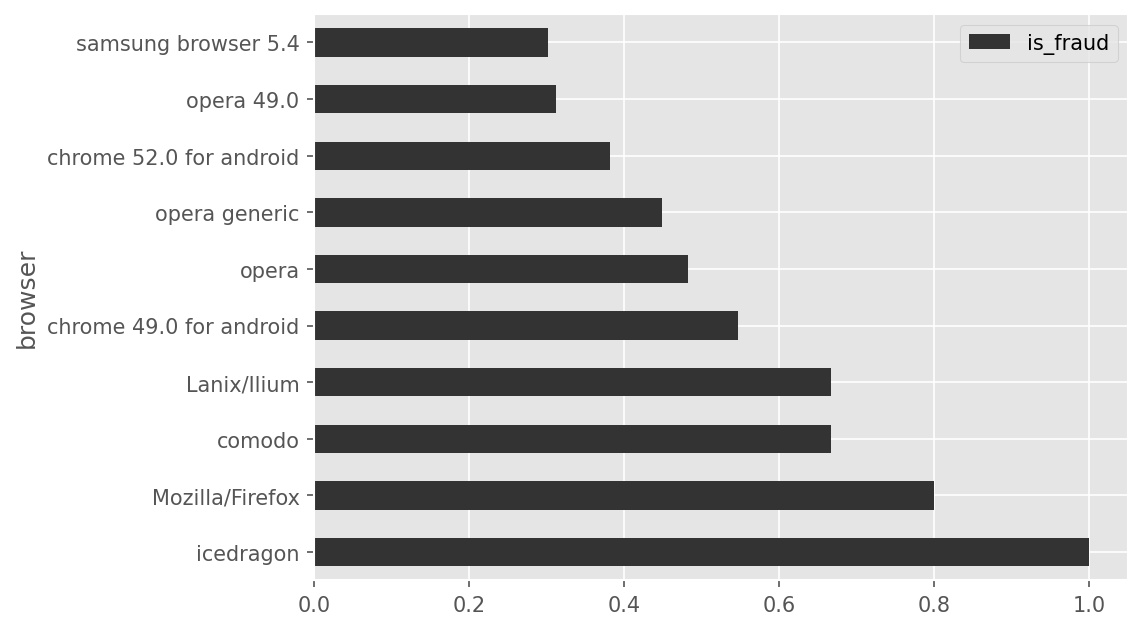 is_fraud
samsung browser 5.4
opera 49.0
chrome 52.0 for android
opera generic
opera
chrome 49.0 for android
Lanix/Ilium
comodo
Mozilla/Firefox
icedragon
browser
0.0 0.2 0.4 0.6 0.8 1.0